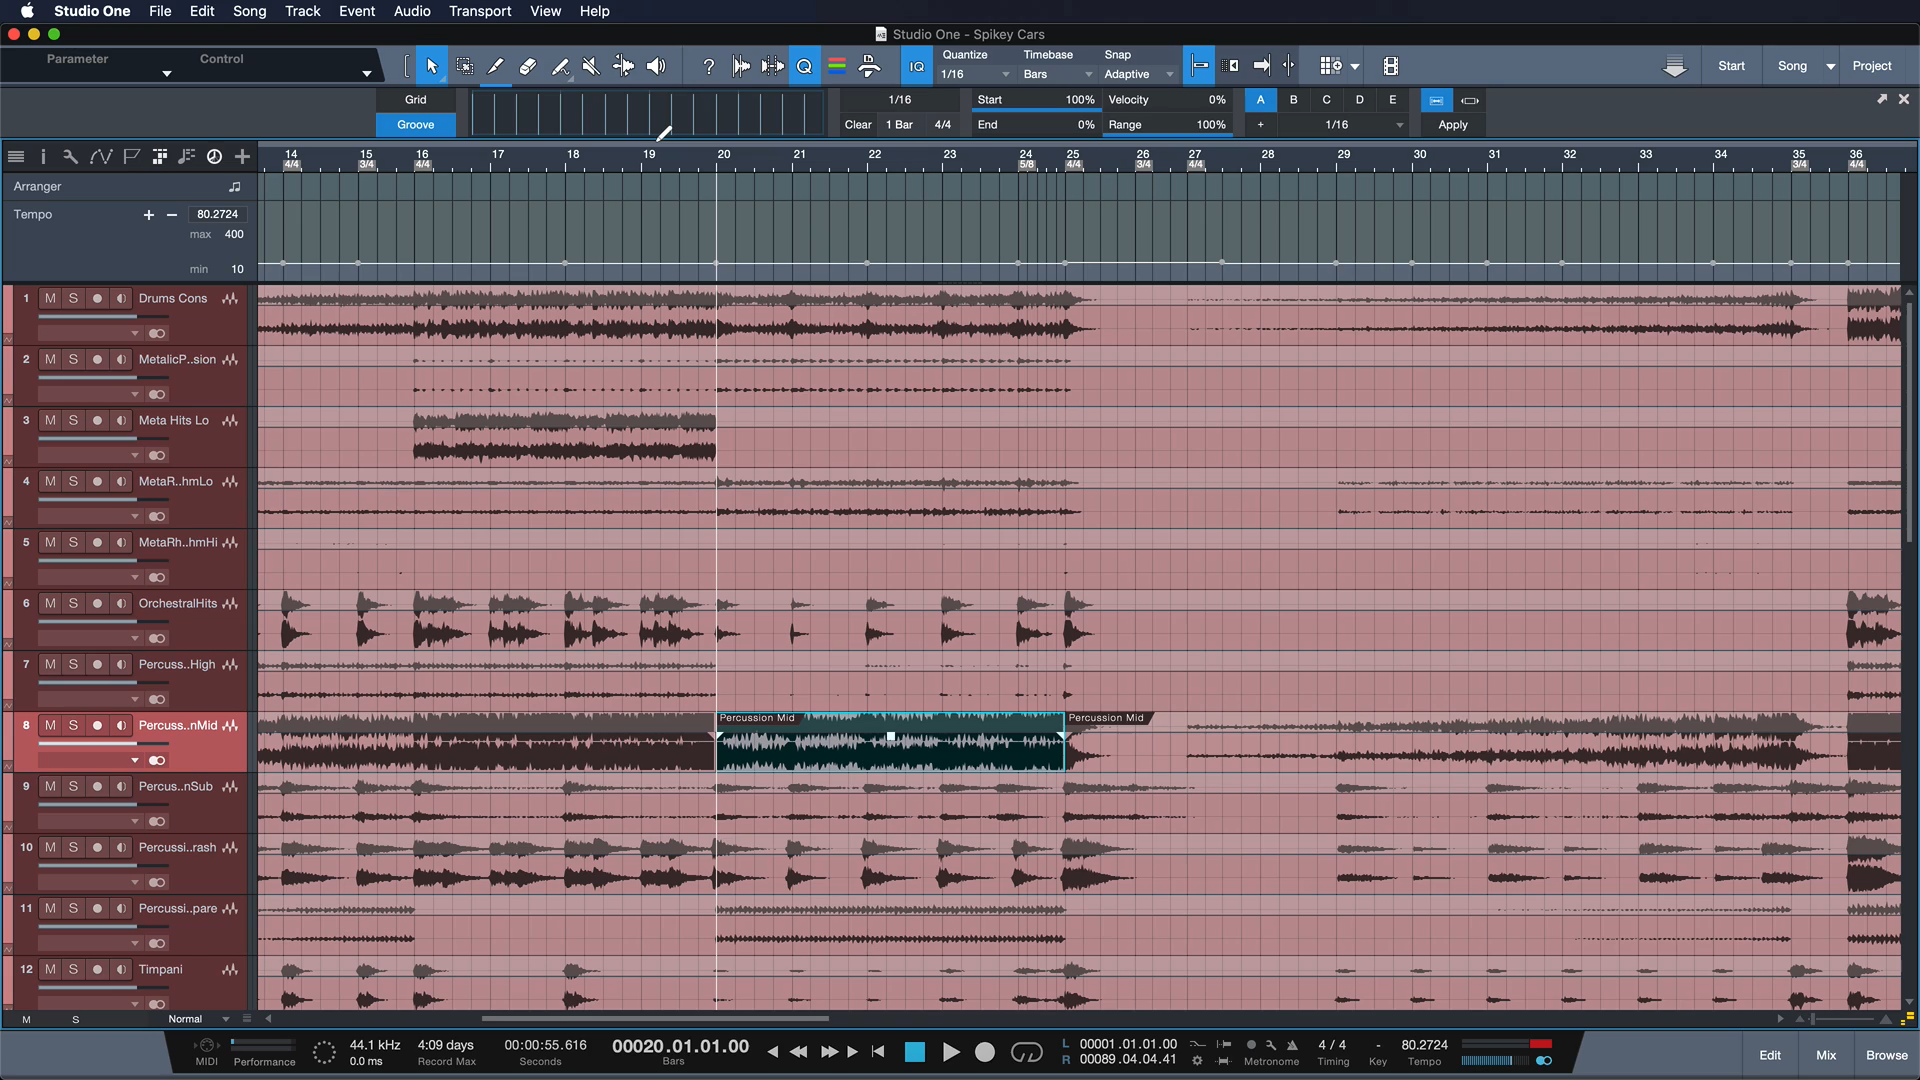 Studio One File Edit Song Track Event Audio Transport View Help
Studio One - Spikey Cars
Parameter Control
? Q IQ
Quantize Timebase Snap
1/16 Bars Adaptive
Start Song Project
Grid 1/16 Start 100% Velocity 0% A B C D E
Groove Clear 1 Bar 4/4 End 0% Range 100% + 1/16 Apply
14 15 16 17 18 19 20 21 22 23 24 25 26 27 28 29 30 31 32 33 34 35 36
4/4 3/4 4/4 5/8 4/4 3/4 4/4 3/4 4/4
Arranger
Tempo + − 80.2724
max 400
min 10
1 M S Drums Cons
2 M S MetalicP..sion
3 M S Meta Hits Lo
4 M S MetaR..hmLo
5 M S MetaRh..hmHi
6 M S OrchestralHits
7 M S Percuss..High
8 M S Percuss..nMid
Percussion Mid Percussion Mid
9 M S Percus..nSub
10 M S Percussi..rash
11 M S Percussi..pare
12 M S Timpani
M S Normal
MIDI Performance
44.1 kHz 4:09 days 00:00:55.616 00020.01.01.00
0.0 ms Record Max Seconds Bars
L 00001.01.01.00
R 00089.04.04.41
Metronome
4 / 4 - 80.2724
Timing Key Tempo
Edit Mix Browse